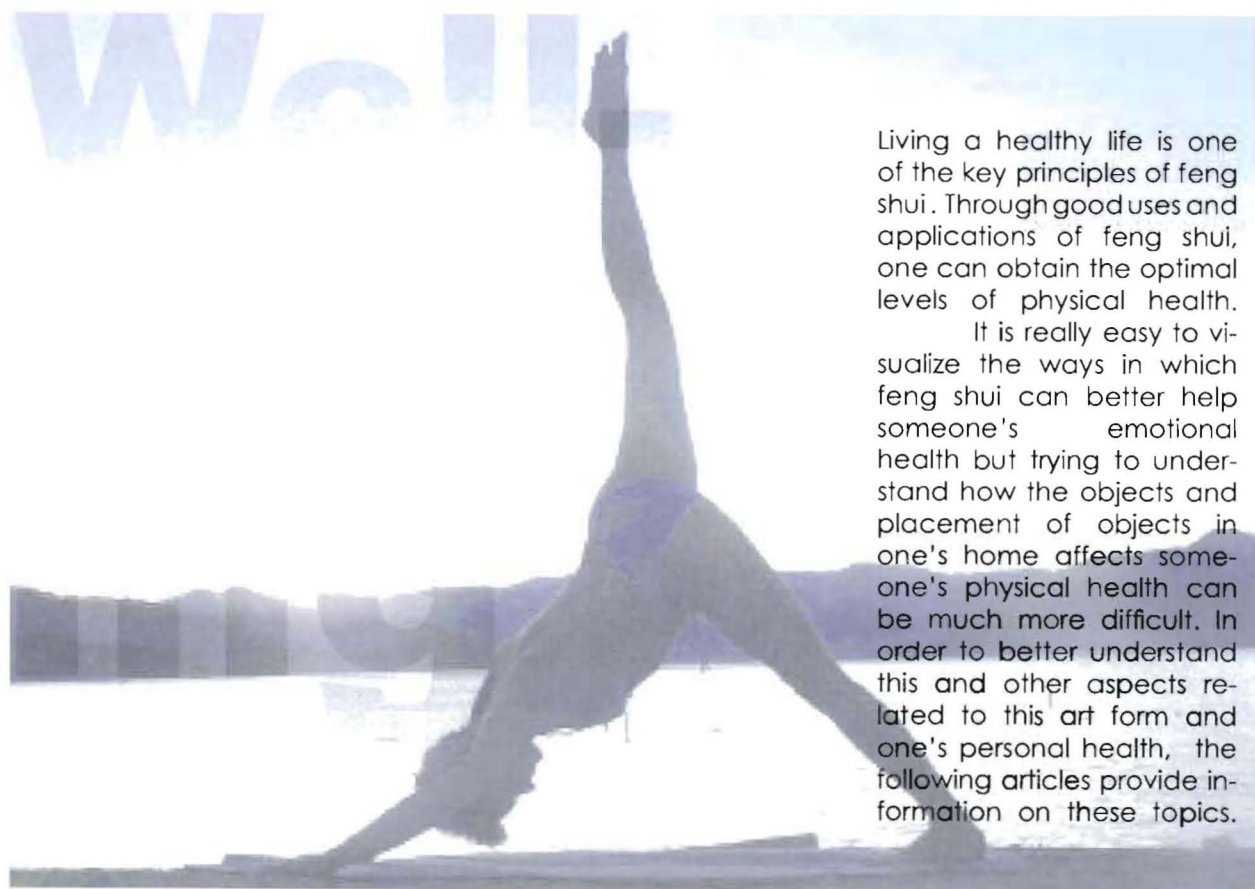 Well-
ing
Living a healthy life is one
of the key principles of feng
shui. Through good uses and
applications of feng shui,
one can obtain the optimal
levels of physical health.
It is really easy to vi-
sualize the ways in which
feng shui can better help
someone's emotional
health but trying to under-
stand how the objects and
placement of objects in
one's home affects some-
one's physical health can
be much more difficult. In
order to better understand
this and other aspects re-
lated to this art form and
one's personal health, the
following articles provide in-
formation on these topics.